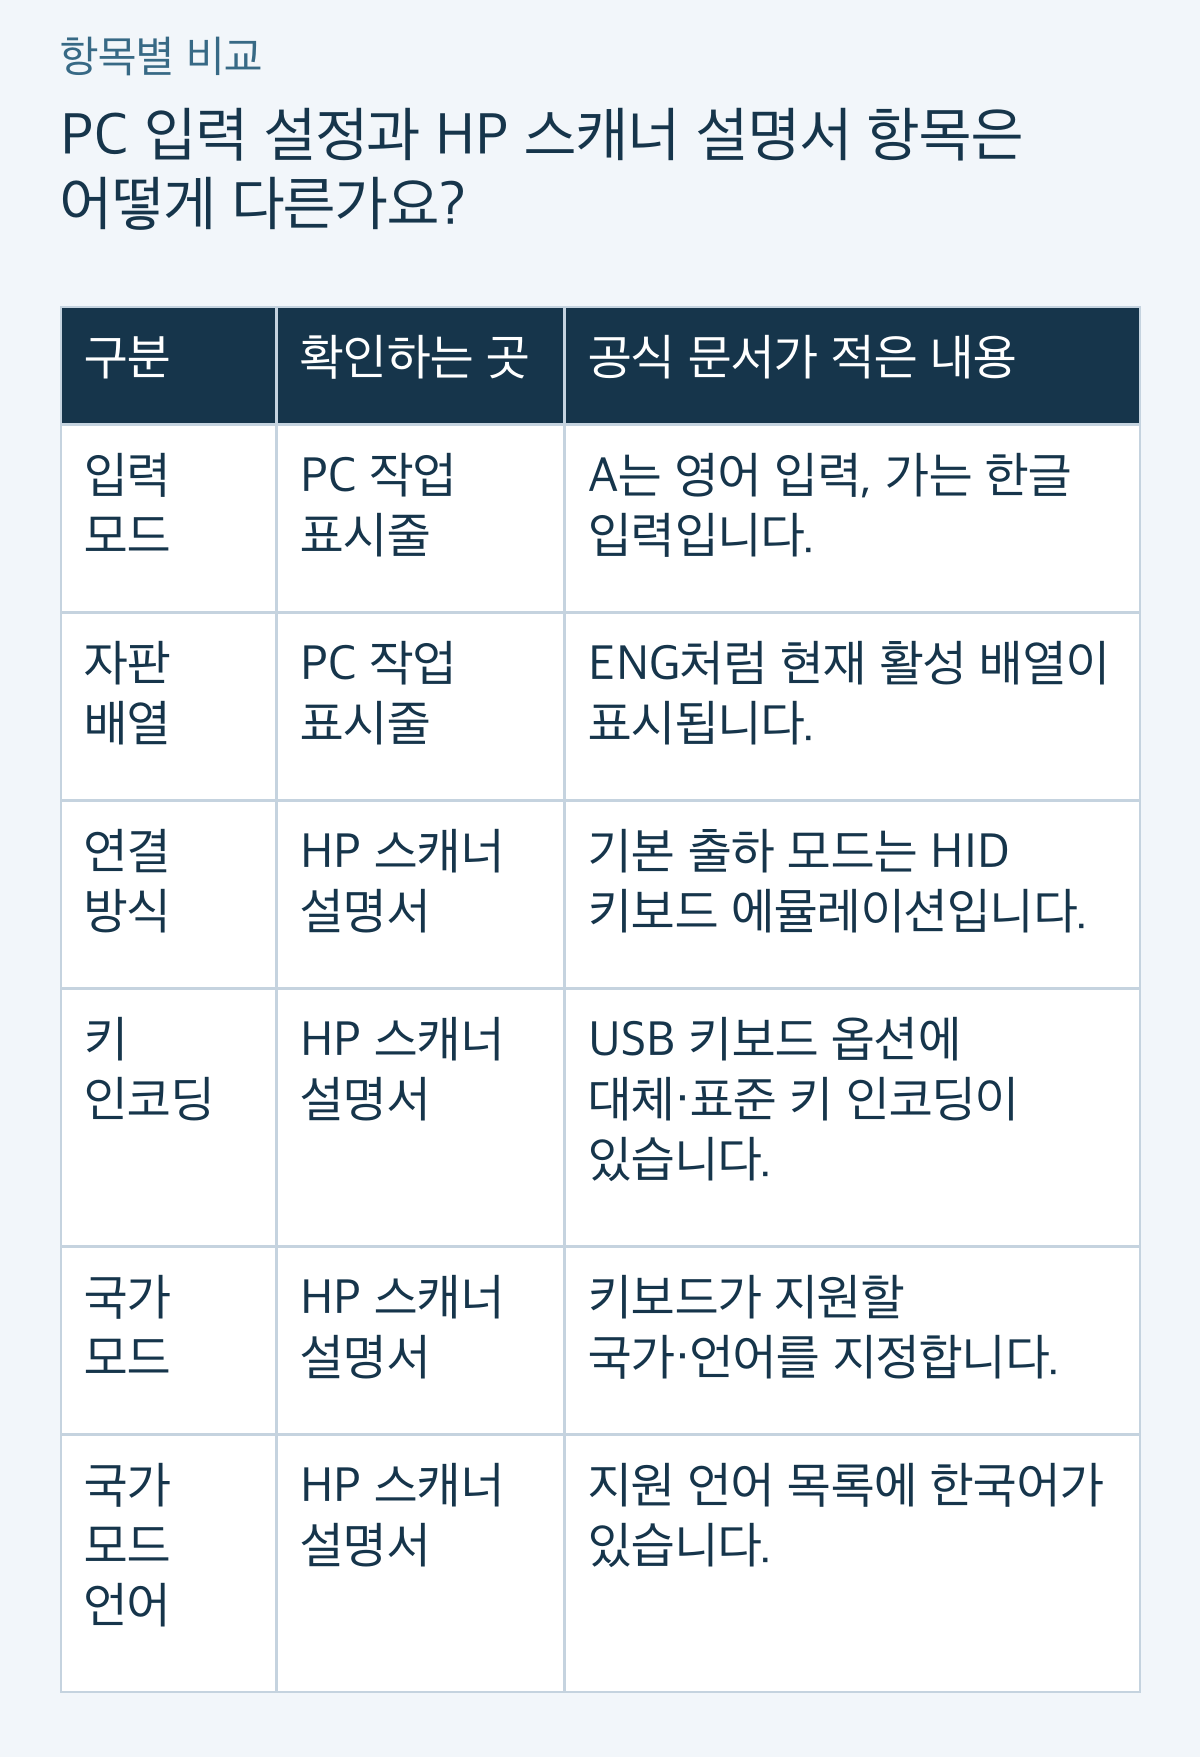 항목별 비교
PC 입력 설정과 HP 스캐너 설명서 항목은
어떻게 다른가요?
구분 확인하는 곳 공식 문서가 적은 내용
입력
모드
PC 작업
표시줄
A는 영어 입력, 가는 한글
입력입니다.
자판
배열
PC 작업
표시줄
ENG처럼 현재 활성 배열이
표시됩니다.
연결
방식
HP 스캐너
설명서
기본 출하 모드는 HID
키보드 에뮬레이션입니다.
키
인코딩
HP 스캐너
설명서
USB 키보드 옵션에
대체·표준 키 인코딩이
있습니다.
국가
모드
HP 스캐너
설명서
키보드가 지원할
국가·언어를 지정합니다.
국가
모드
언어
HP 스캐너
설명서
지원 언어 목록에 한국어가
있습니다.